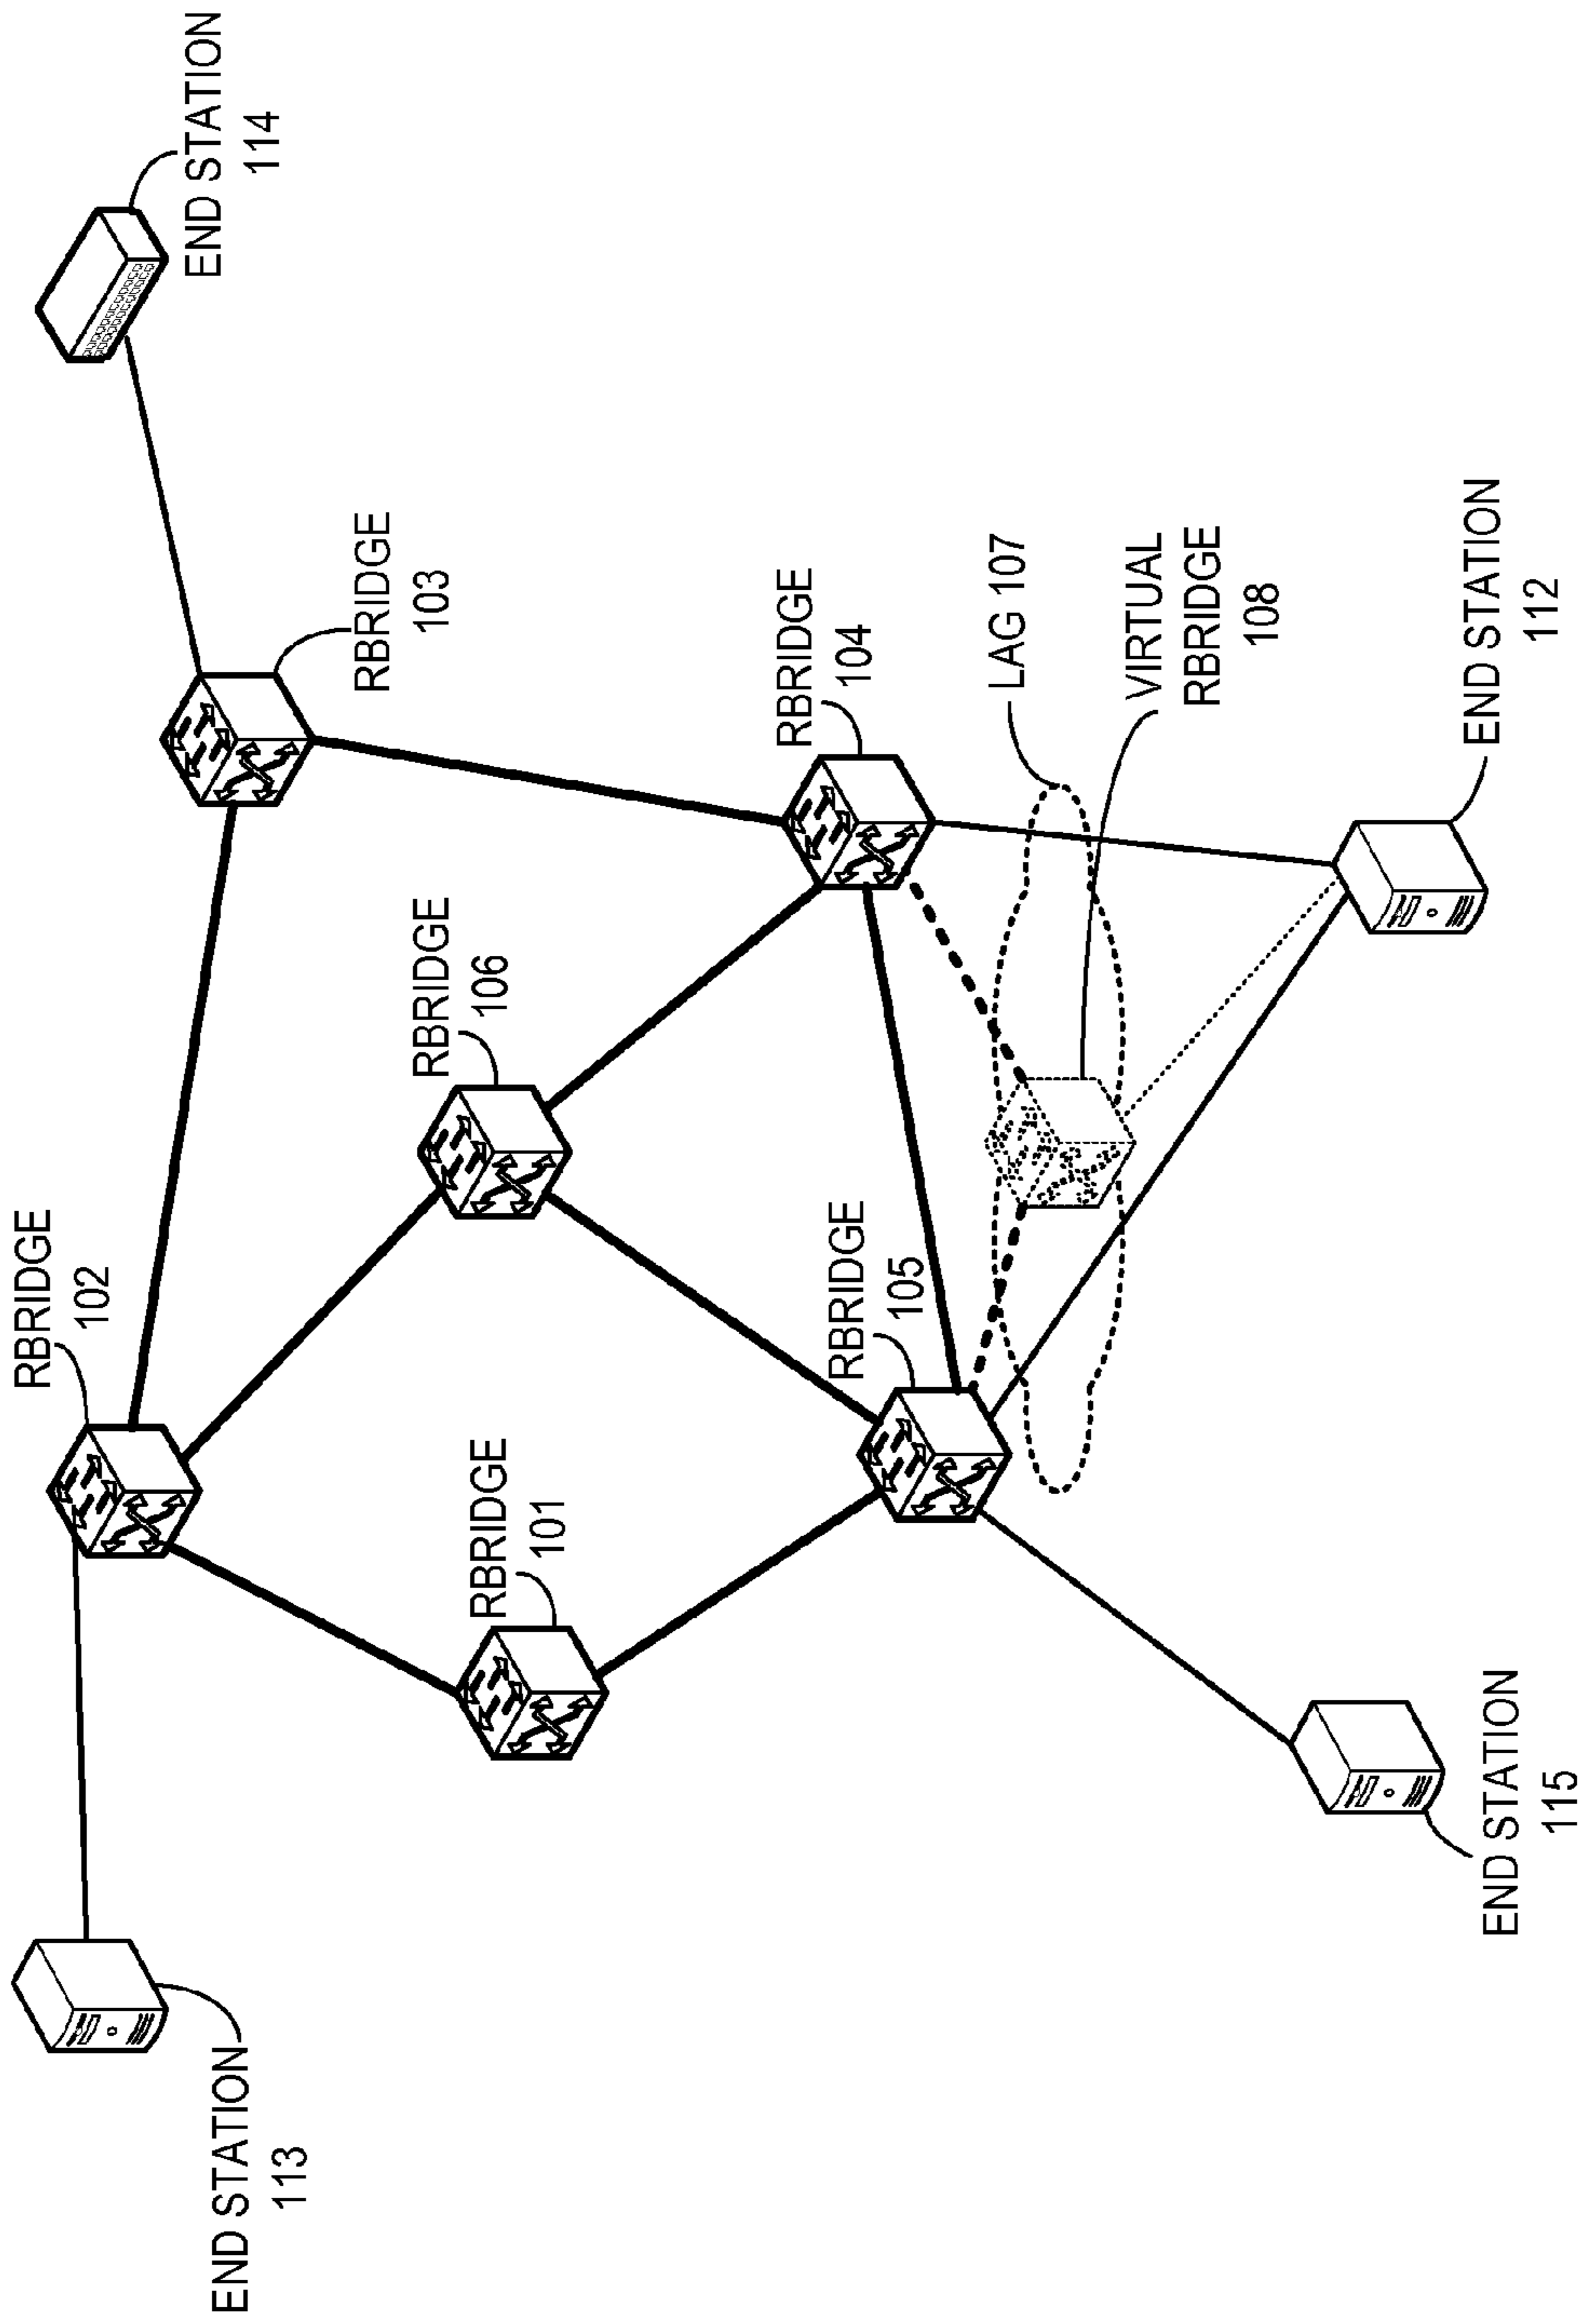 END STATION
113
RBRIDGE
102
END STATION
114
RBRIDGE
103
RBRIDGE
101
RBRIDGE
106
RBRIDGE
105
RBRIDGE
104
LAG 107
VIRTUAL
RBRIDGE
108
END STATION
115
END STATION
112